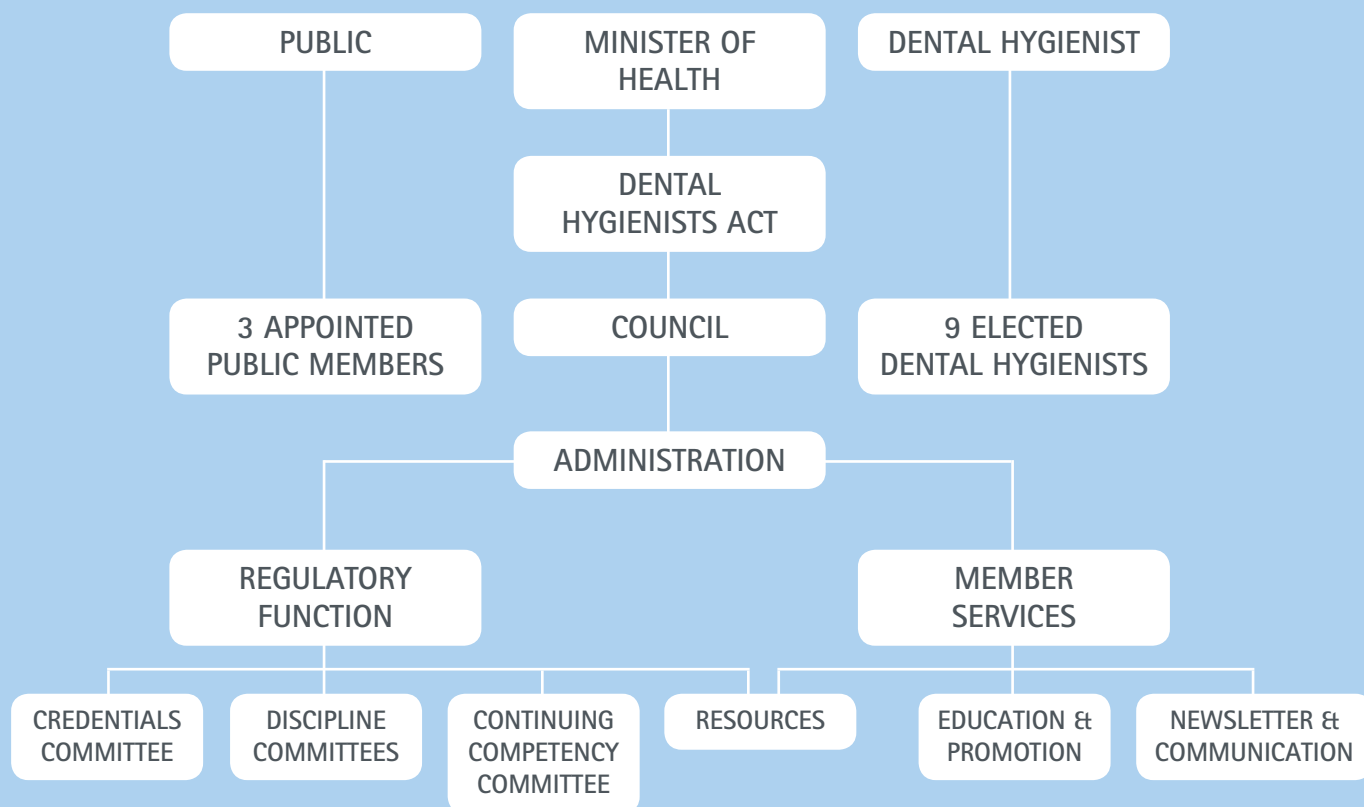 PUBLIC
MINISTER OF
HEALTH
DENTAL HYGIENIST
DENTAL
HYGIENISTS ACT
3 APPOINTED
PUBLIC MEMBERS
COUNCIL
9 ELECTED
DENTAL HYGIENISTS
ADMINISTRATION
REGULATORY
FUNCTION
MEMBER
SERVICES
CREDENTIALS
COMMITTEE
DISCIPLINE
COMMITTEES
CONTINUING
COMPETENCY
COMMITTEE
RESOURCES
EDUCATION &
PROMOTION
NEWSLETTER &
COMMUNICATION